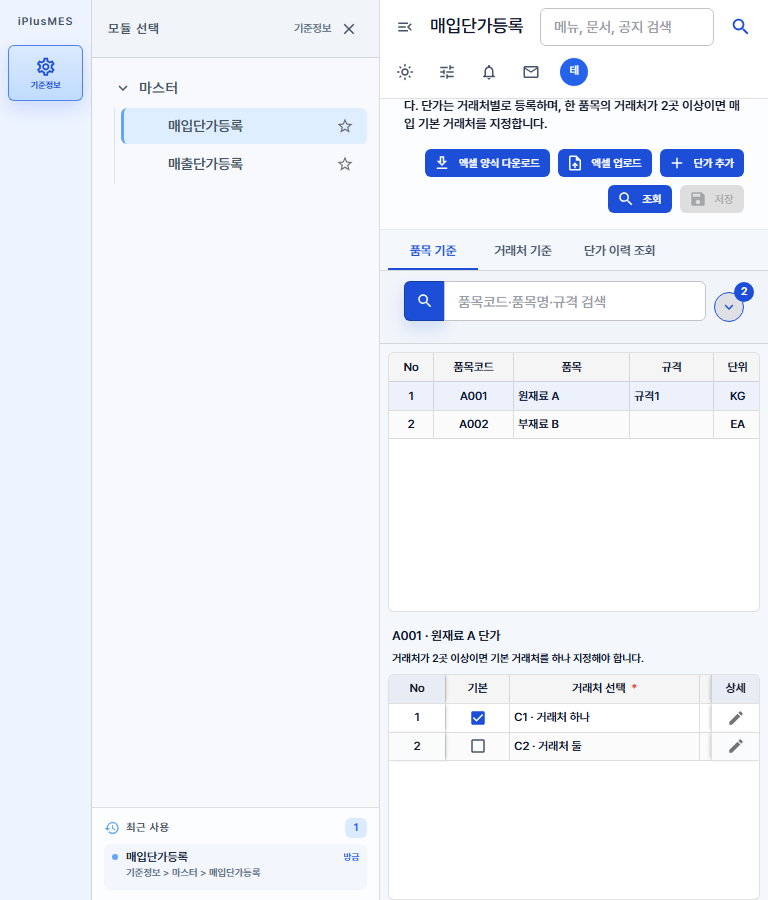 iPlusMES
기준정보
모듈 선택
기준정보
마스터
매입단가등록
매출단가등록
최근 사용
1
매입단가등록
방금
기준정보 > 마스터 > 매입단가등록
매입단가등록
메뉴, 문서, 공지 검색
테
다. 단가는 거래처별로 등록하며, 한 품목의 거래처가 2곳 이상이면 매
입 기본 거래처를 지정합니다.
엑셀 양식 다운로드
엑셀 업로드
단가 추가
조회
저장
품목 기준
거래처 기준
단가 이력 조회
품목코드·품목명·규격 검색
2
No 품목코드 품목 규격 단위
1 A001 원재료 A 규격1 KG
2 A002 부재료 B EA
A001 · 원재료 A 단가
거래처가 2곳 이상이면 기본 거래처를 하나 지정해야 합니다.
No 기본 거래처 선택 * 상세
1 C1 · 거래처 하나
2 C2 · 거래처 둘